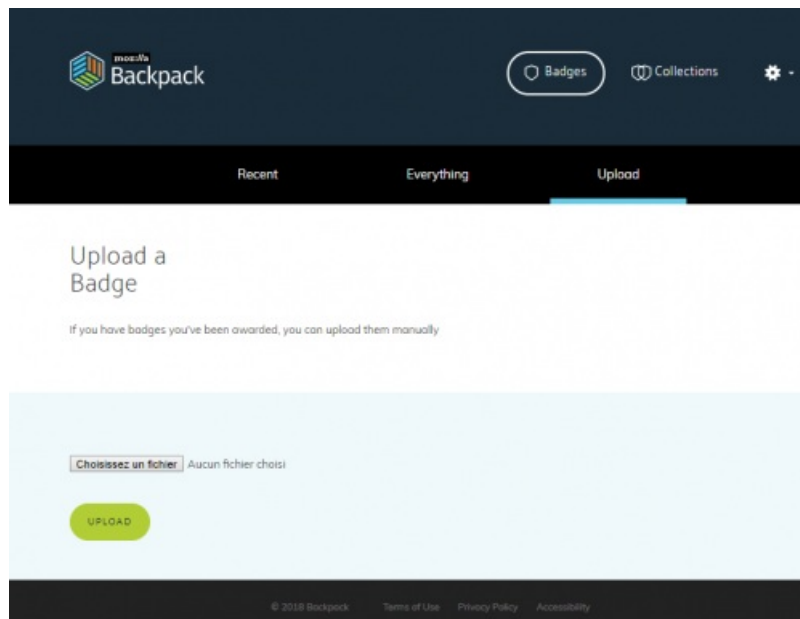 moz://a
Backpack
Badges
Collections
Recent
Everything
Upload
Upload a
Badge
If you have badges you've been awarded, you can upload them manually
Choisissez un fichier Aucun fichier choisi
UPLOAD
© 2018 Backpack Terms of Use Privacy Policy Accessibility